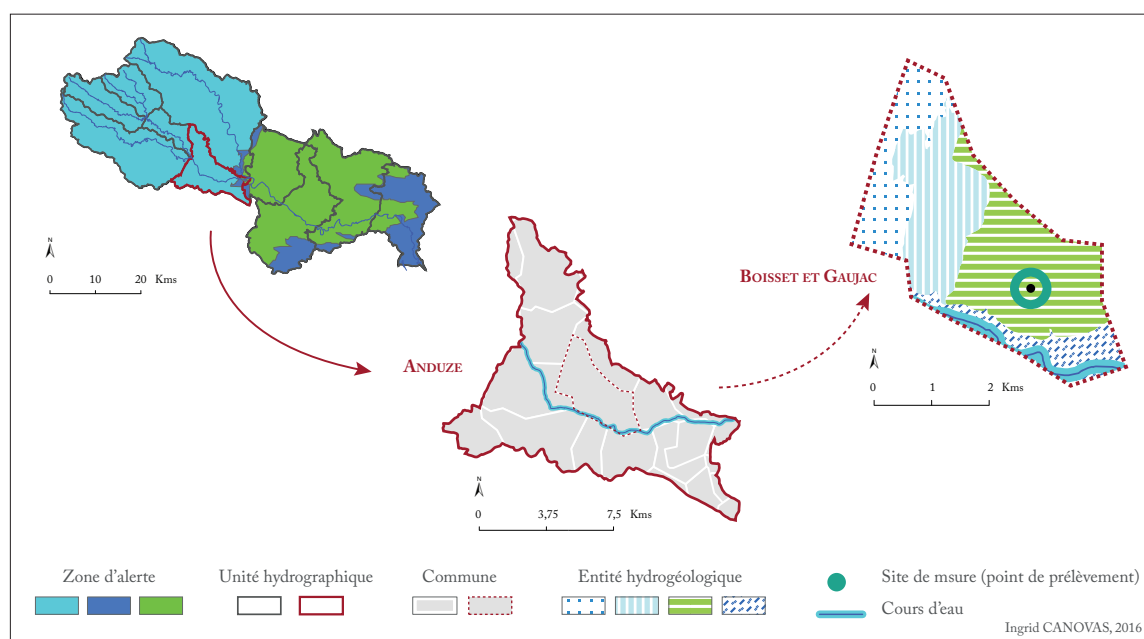 N
0 10 20 Kms
ANDUZE
N
0 3,75 7,5 Kms
BOISSET ET GAUJAC
N
0 1 2 Kms
Zone d'alerte
Unité hydrographique
Commune
Entité hydrogéologique
Site de msure (point de prélèvement)
Cours d'eau
Ingrid CANOVAS, 2016